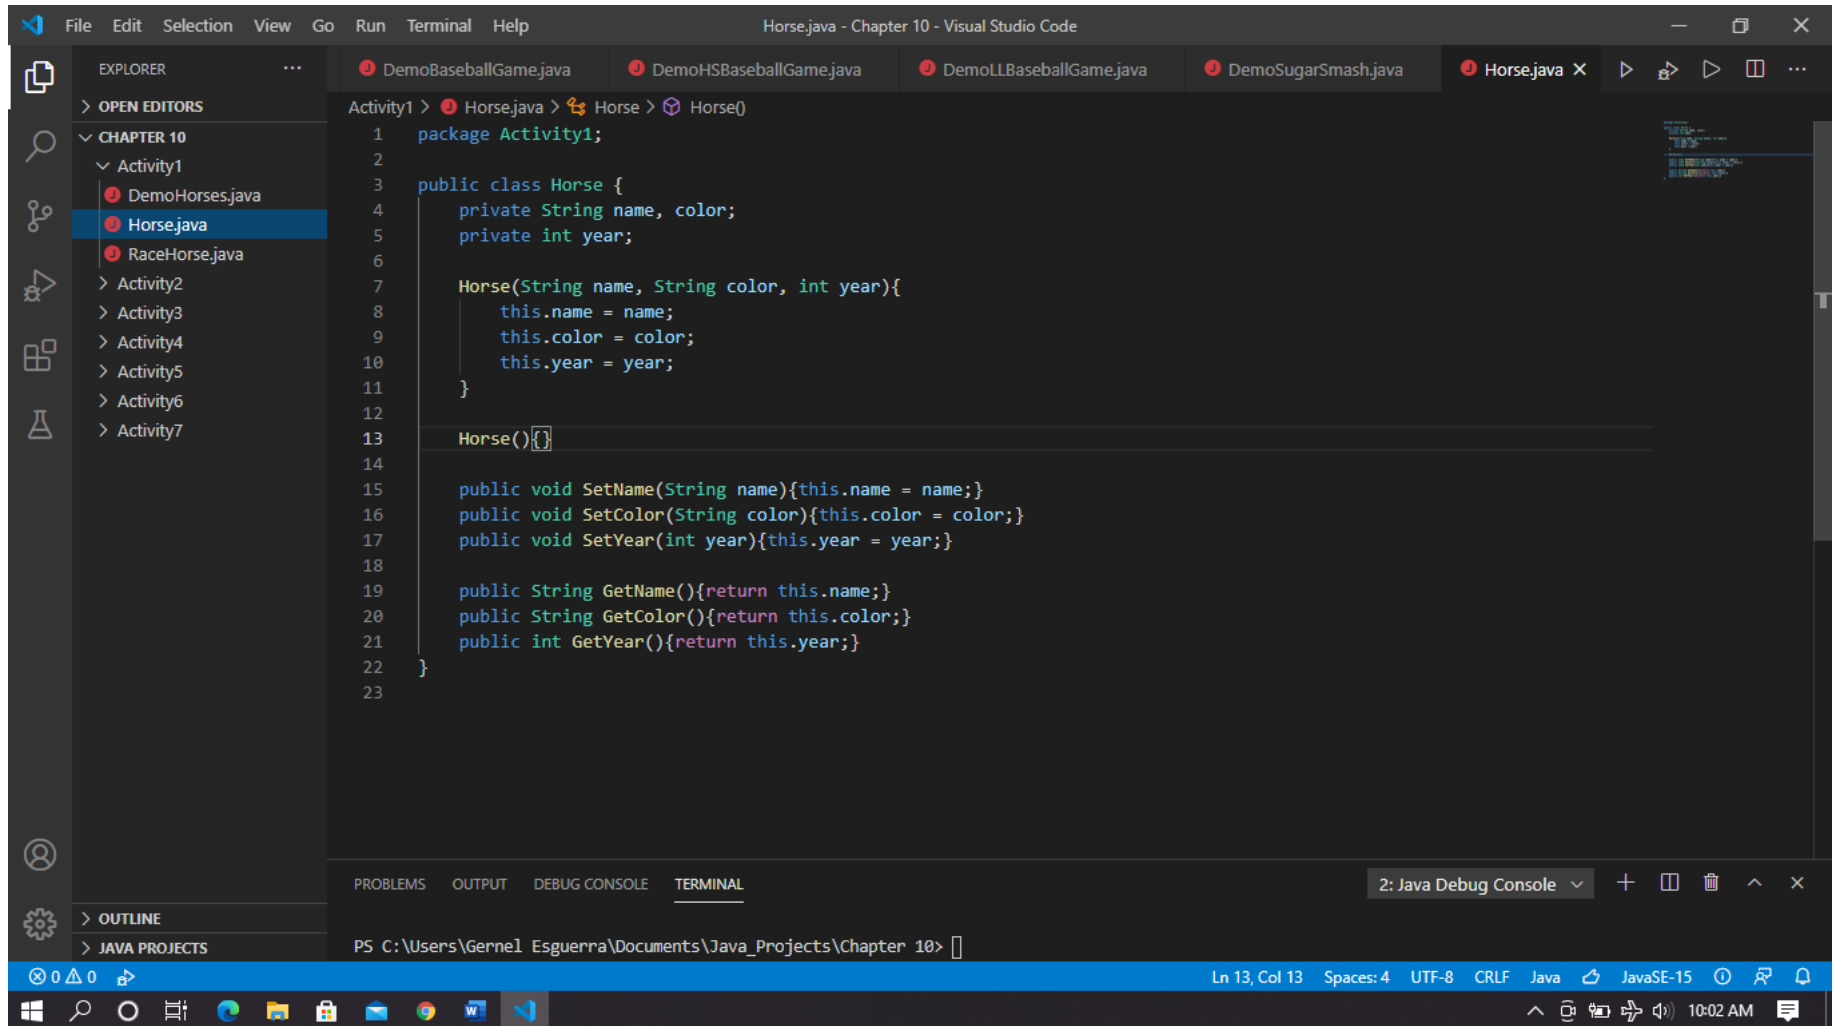 File Edit Selection View Go Run Terminal Help
Horse.java - Chapter 10 - Visual Studio Code
EXPLORER
DemoBaseballGame.java
DemoHSBaseballGame.java
DemoLLBaseballGame.java
DemoSugarSmash.java
Horse.java
OPEN EDITORS
CHAPTER 10
Activity1
DemoHorses.java
Horse.java
RaceHorse.java
Activity2
Activity3
Activity4
Activity5
Activity6
Activity7
Activity1 > Horse.java > Horse > Horse()
1 package Activity1;
2
3 public class Horse {
4 private String name, color;
5 private int year;
6
7 Horse(String name, String color, int year){
8 this.name = name;
9 this.color = color;
10 this.year = year;
11 }
12
13 Horse(){}
14
15 public void SetName(String name){this.name = name;}
16 public void SetColor(String color){this.color = color;}
17 public void SetYear(int year){this.year = year;}
18
19 public String GetName(){return this.name;}
20 public String GetColor(){return this.color;}
21 public int GetYear(){return this.year;}
22 }
23
PROBLEMS OUTPUT DEBUG CONSOLE TERMINAL
2: Java Debug Console
PS C:\Users\Gernel Esguerra\Documents\Java_Projects\Chapter 10>
OUTLINE
JAVA PROJECTS
0 0
Ln 13, Col 13 Spaces: 4 UTF-8 CRLF Java JavaSE-15
10:02 AM